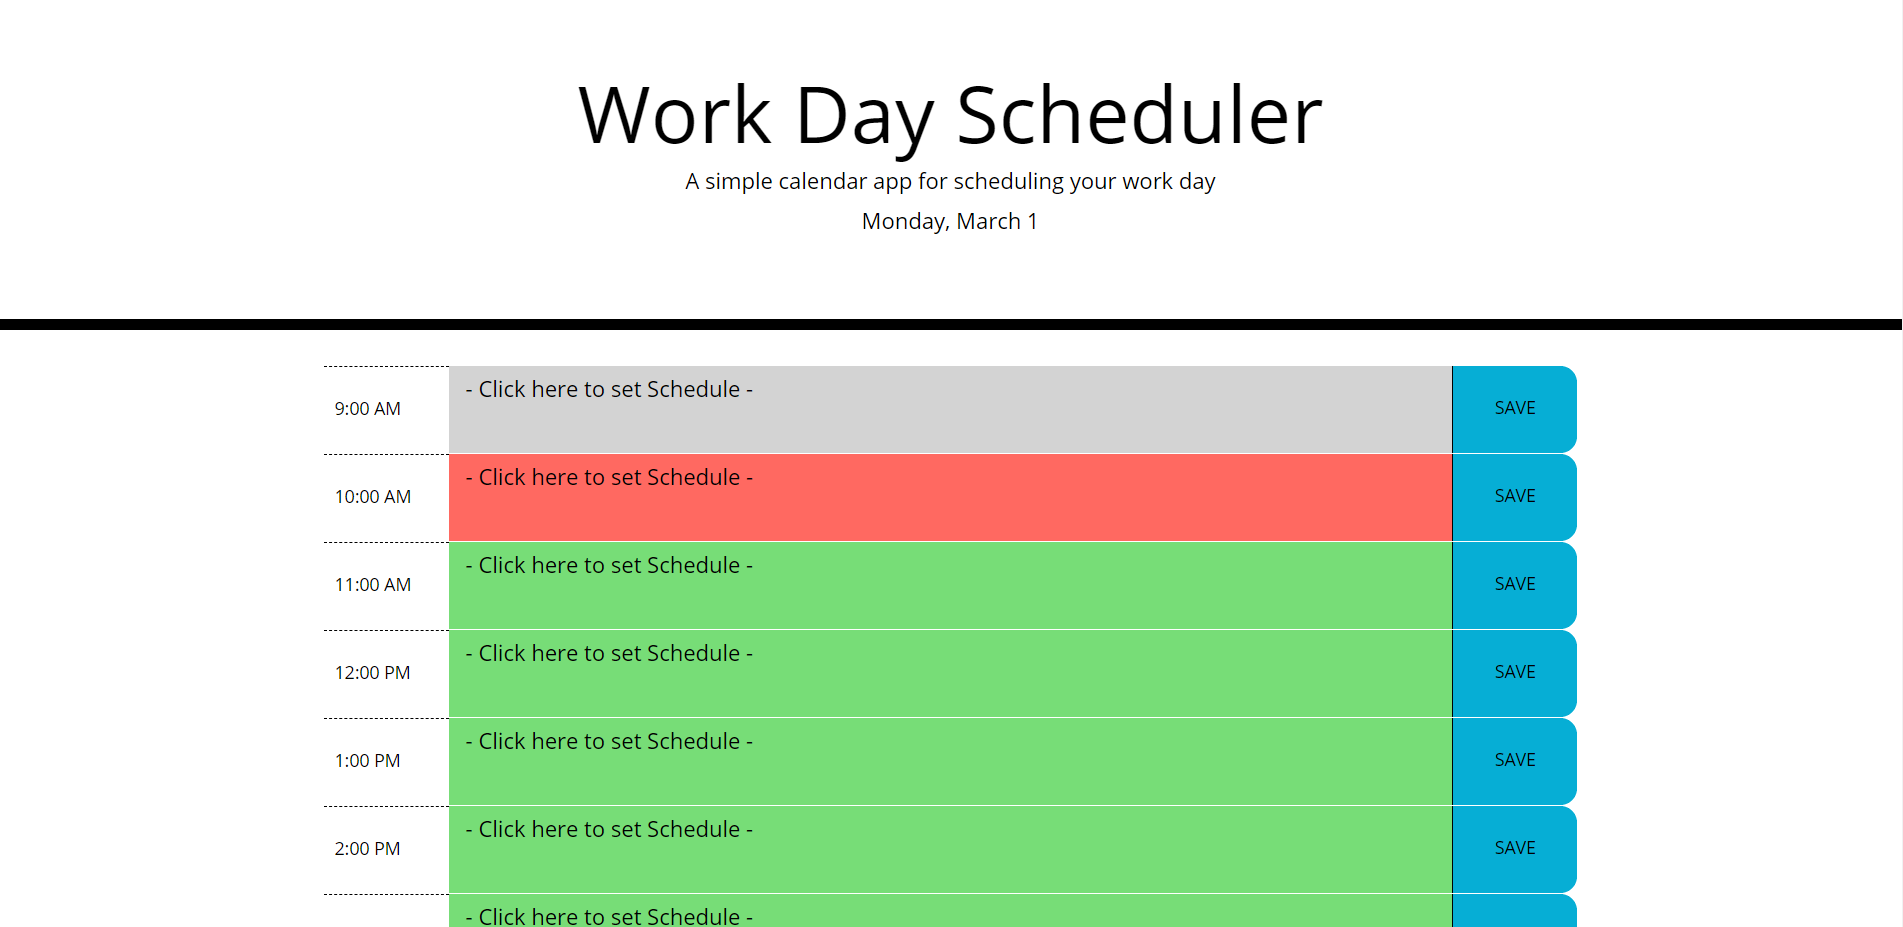 Work Day Scheduler
A simple calendar app for scheduling your work day
Monday, March 1
9:00 AM - Click here to set Schedule - SAVE
10:00 AM - Click here to set Schedule - SAVE
11:00 AM - Click here to set Schedule - SAVE
12:00 PM - Click here to set Schedule - SAVE
1:00 PM - Click here to set Schedule - SAVE
2:00 PM - Click here to set Schedule - SAVE
- Click here to set Schedule -